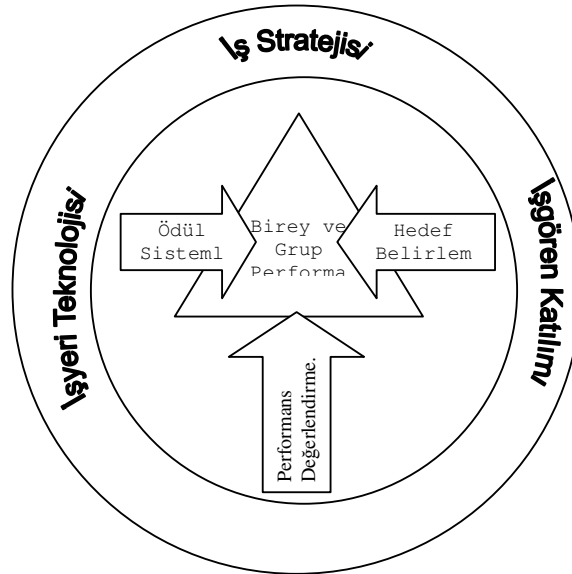 İş Stratejisi
İşyeri Teknolojisi
İşgören Katılımı
Ödül
Sisteml
Birey ve
Grup
Performa
Hedef
Belirlem
Performans
Değerlendirme.